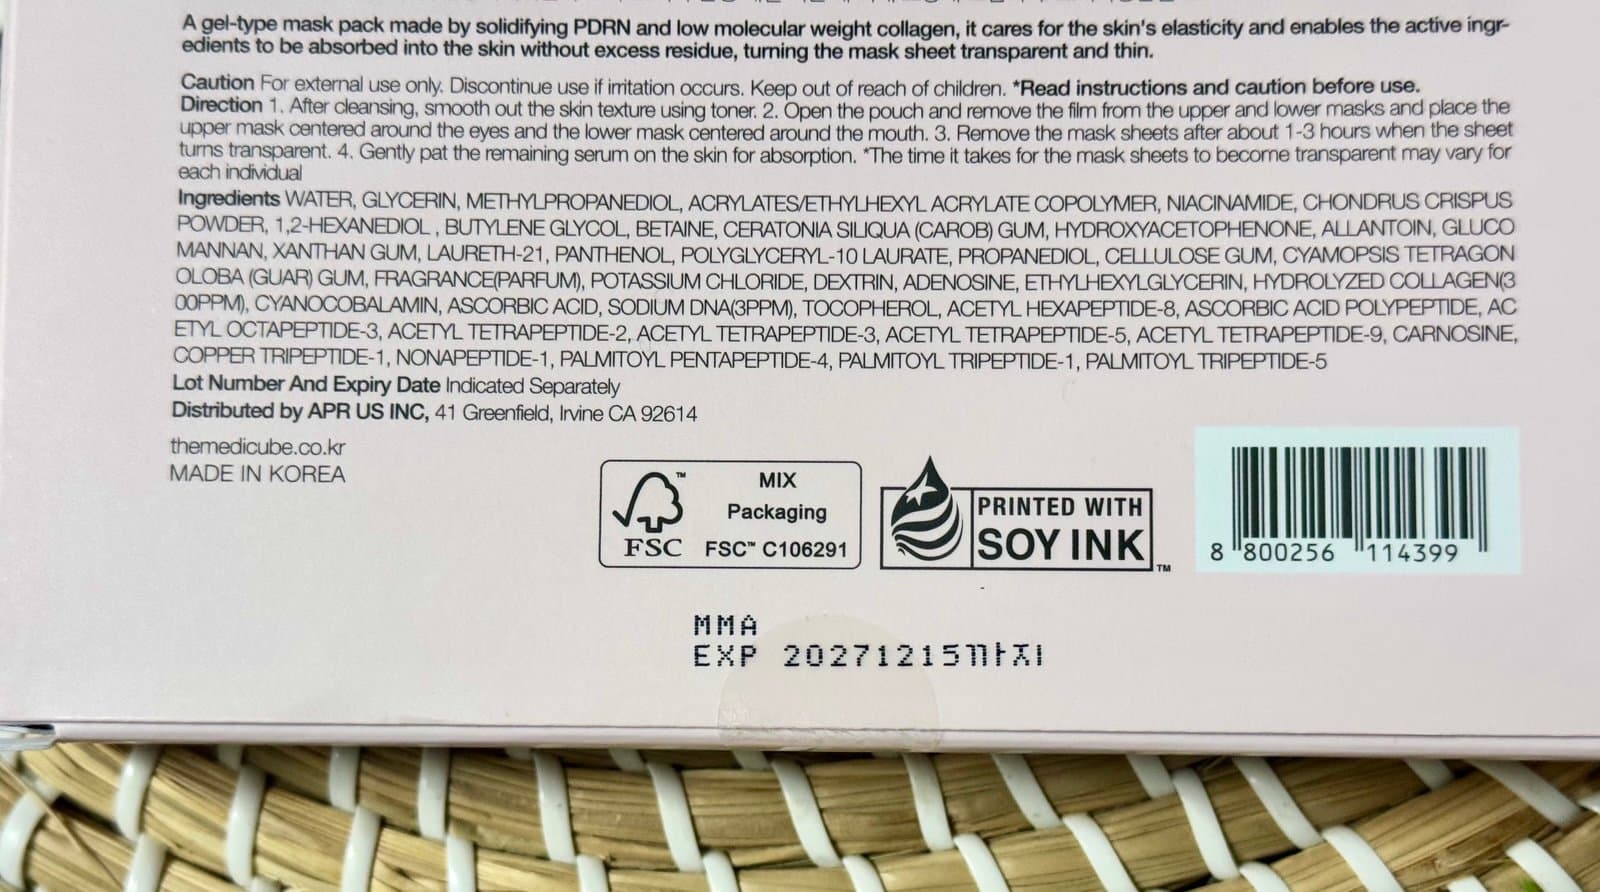 A gel-type mask pack made by solidifying PDRN and low molecular weight collagen, it cares for the skin's elasticity and enables the active ingr-
edients to be absorbed into the skin without excess residue, turning the mask sheet transparent and thin.
Caution For external use only. Discontinue use if irritation occurs. Keep out of reach of children. *Read instructions and caution before use.
Direction 1. After cleansing, smooth out the skin texture using toner. 2. Open the pouch and remove the film from the upper and lower masks and place the
upper mask centered around the eyes and the lower mask centered around the mouth. 3. Remove the mask sheets after about 1-3 hours when the sheet
turns transparent. 4. Gently pat the remaining serum on the skin for absorption. *The time it takes for the mask sheets to become transparent may vary for
each individual
Ingredients WATER, GLYCERIN, METHYLPROPANEDIOL, ACRYLATES/ETHYLHEXYL ACRYLATE COPOLYMER, NIACINAMIDE, CHONDRUS CRISPUS
POWDER, 1,2-HEXANEDIOL , BUTYLENE GLYCOL, BETAINE, CERATONIA SILIQUA (CAROB) GUM, HYDROXYACETOPHENONE, ALLANTOIN, GLUCO
MANNAN, XANTHAN GUM, LAURETH-21, PANTHENOL, POLYGLYCERYL-10 LAURATE, PROPANEDIOL, CELLULOSE GUM, CYAMOPSIS TETRAGON
OLOBA (GUAR) GUM, FRAGRANCE(PARFUM), POTASSIUM CHLORIDE, DEXTRIN, ADENOSINE, ETHYLHEXYLGLYCERIN, HYDROLYZED COLLAGEN(3
00PPM), CYANOCOBALAMIN, ASCORBIC ACID, SODIUM DNA(3PPM), TOCOPHEROL, ACETYL HEXAPEPTIDE-8, ASCORBIC ACID POLYPEPTIDE, AC
ETYL OCTAPEPTIDE-3, ACETYL TETRAPEPTIDE-2, ACETYL TETRAPEPTIDE-3, ACETYL TETRAPEPTIDE-5, ACETYL TETRAPEPTIDE-9, CARNOSINE,
COPPER TRIPEPTIDE-1, NONAPEPTIDE-1, PALMITOYL PENTAPEPTIDE-4, PALMITOYL TRIPEPTIDE-1, PALMITOYL TRIPEPTIDE-5
Lot Number And Expiry Date Indicated Separately
Distributed by APR US INC, 41 Greenfield, Irvine CA 92614
themedicube.co.kr
MADE IN KOREA
FSC
MIX
Packaging
FSC™ C106291
PRINTED WITH
SOY INK™
8 800256 114399
MMA
EXP 20271215까지